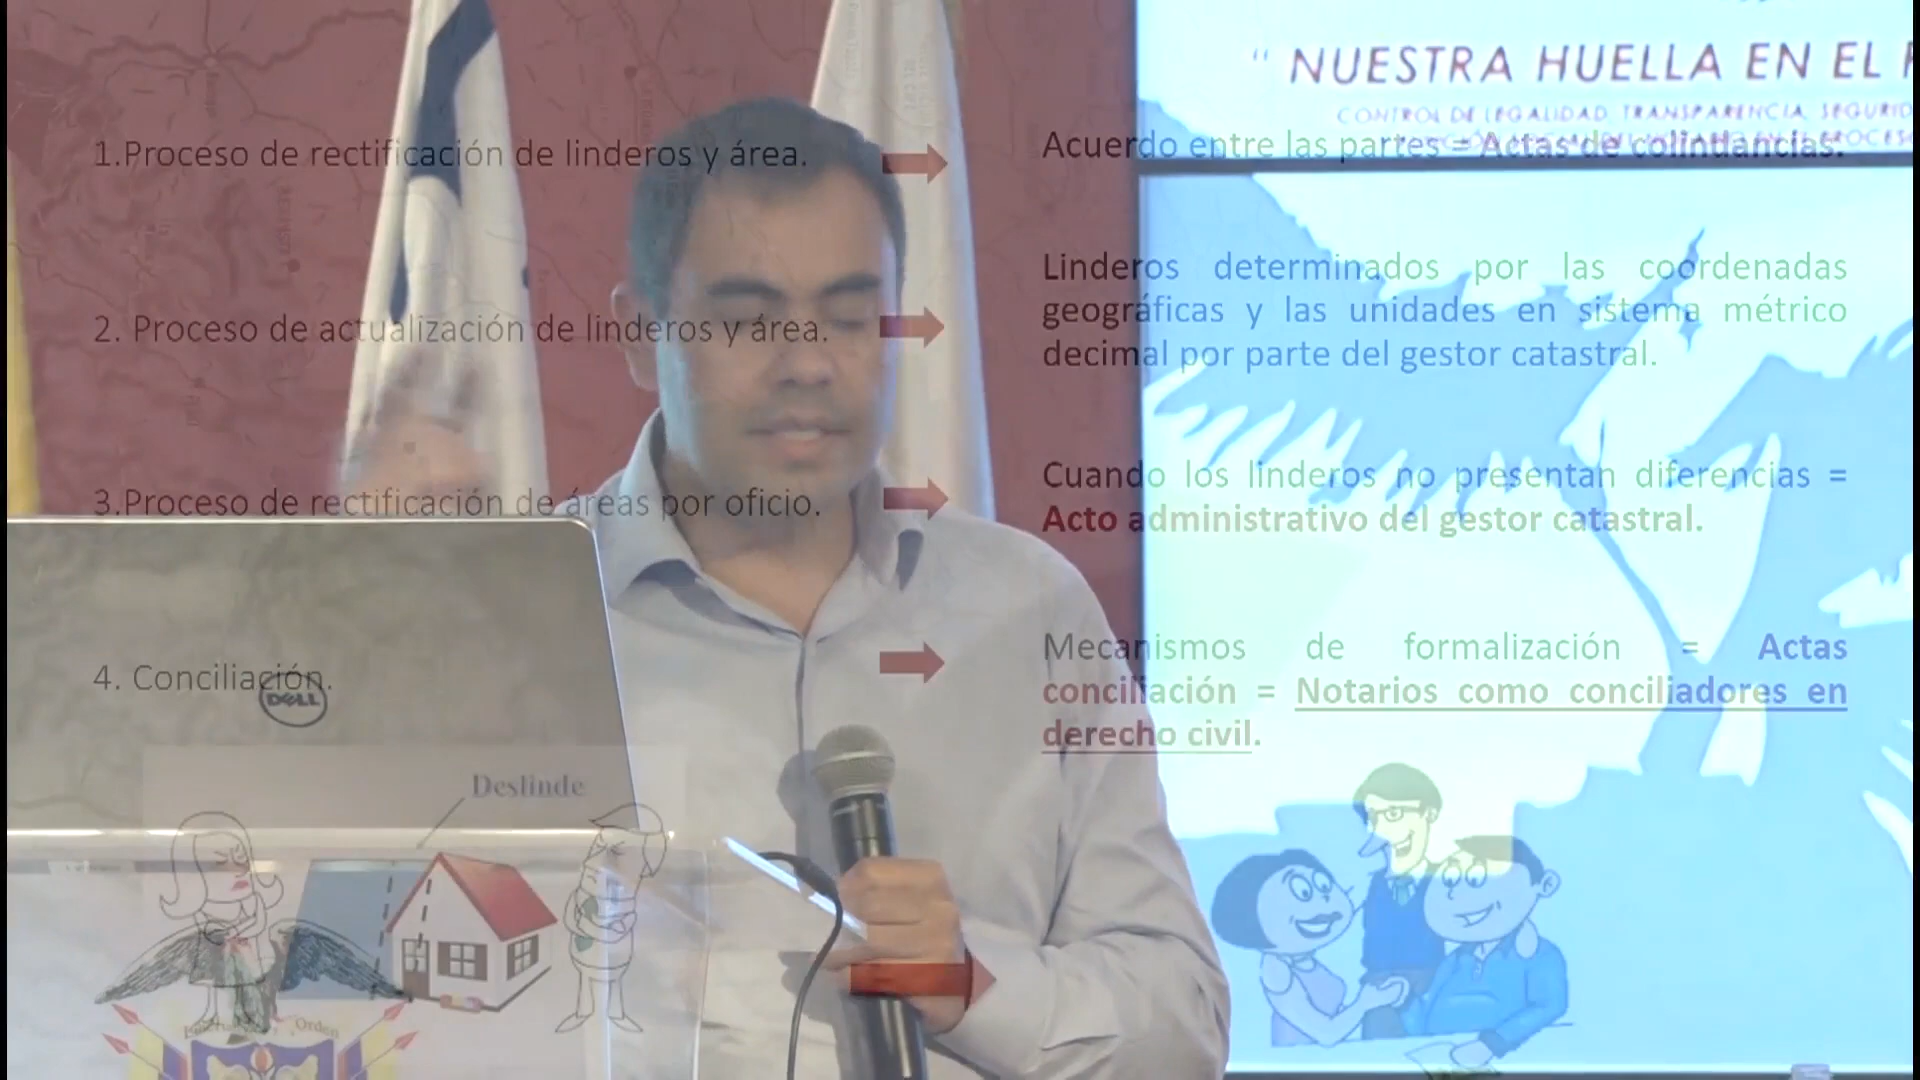 “ NUESTRA HUELLA EN EL
CONTROL DE LEGALIDAD, TRANSPARENCIA,
1.Proceso de rectificación de linderos y área.
Acuerdo entre las partes = Actas de colindancias.
2. Proceso de actualización de linderos y área.
Linderos determinados por las coordenadas
geográficas y las unidades en sistema métrico
decimal por parte del gestor catastral.
3.Proceso de rectificación de áreas por oficio.
Cuando los linderos no presentan diferencias =
Acto administrativo del gestor catastral.
4. Conciliación.
Mecanismos de formalización = Actas
conciliación = Notarios como conciliadores en
derecho civil.
DELL
Deslinde
Orden